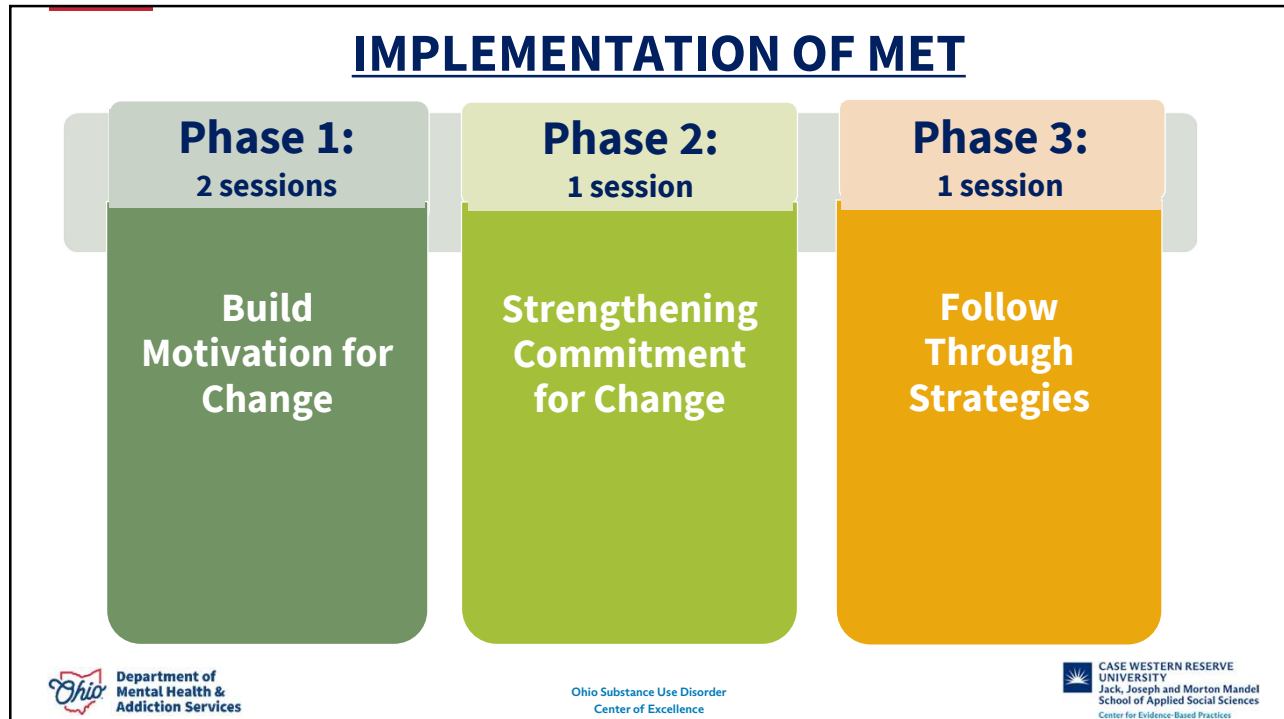 IMPLEMENTATION OF MET
Phase 1:
2 sessions
Build
Motivation for
Change
Phase 2:
1 session
Strengthening
Commitment
for Change
Phase 3:
1 session
Follow
Through
Strategies
Ohio
Department of
Mental Health &
Addiction Services
Ohio Substance Use Disorder
Center of Excellence
CASE WESTERN RESERVE
UNIVERSITY
Jack, Joseph and Morton Mandel
School of Applied Social Sciences
Center for Evidence-Based Practices